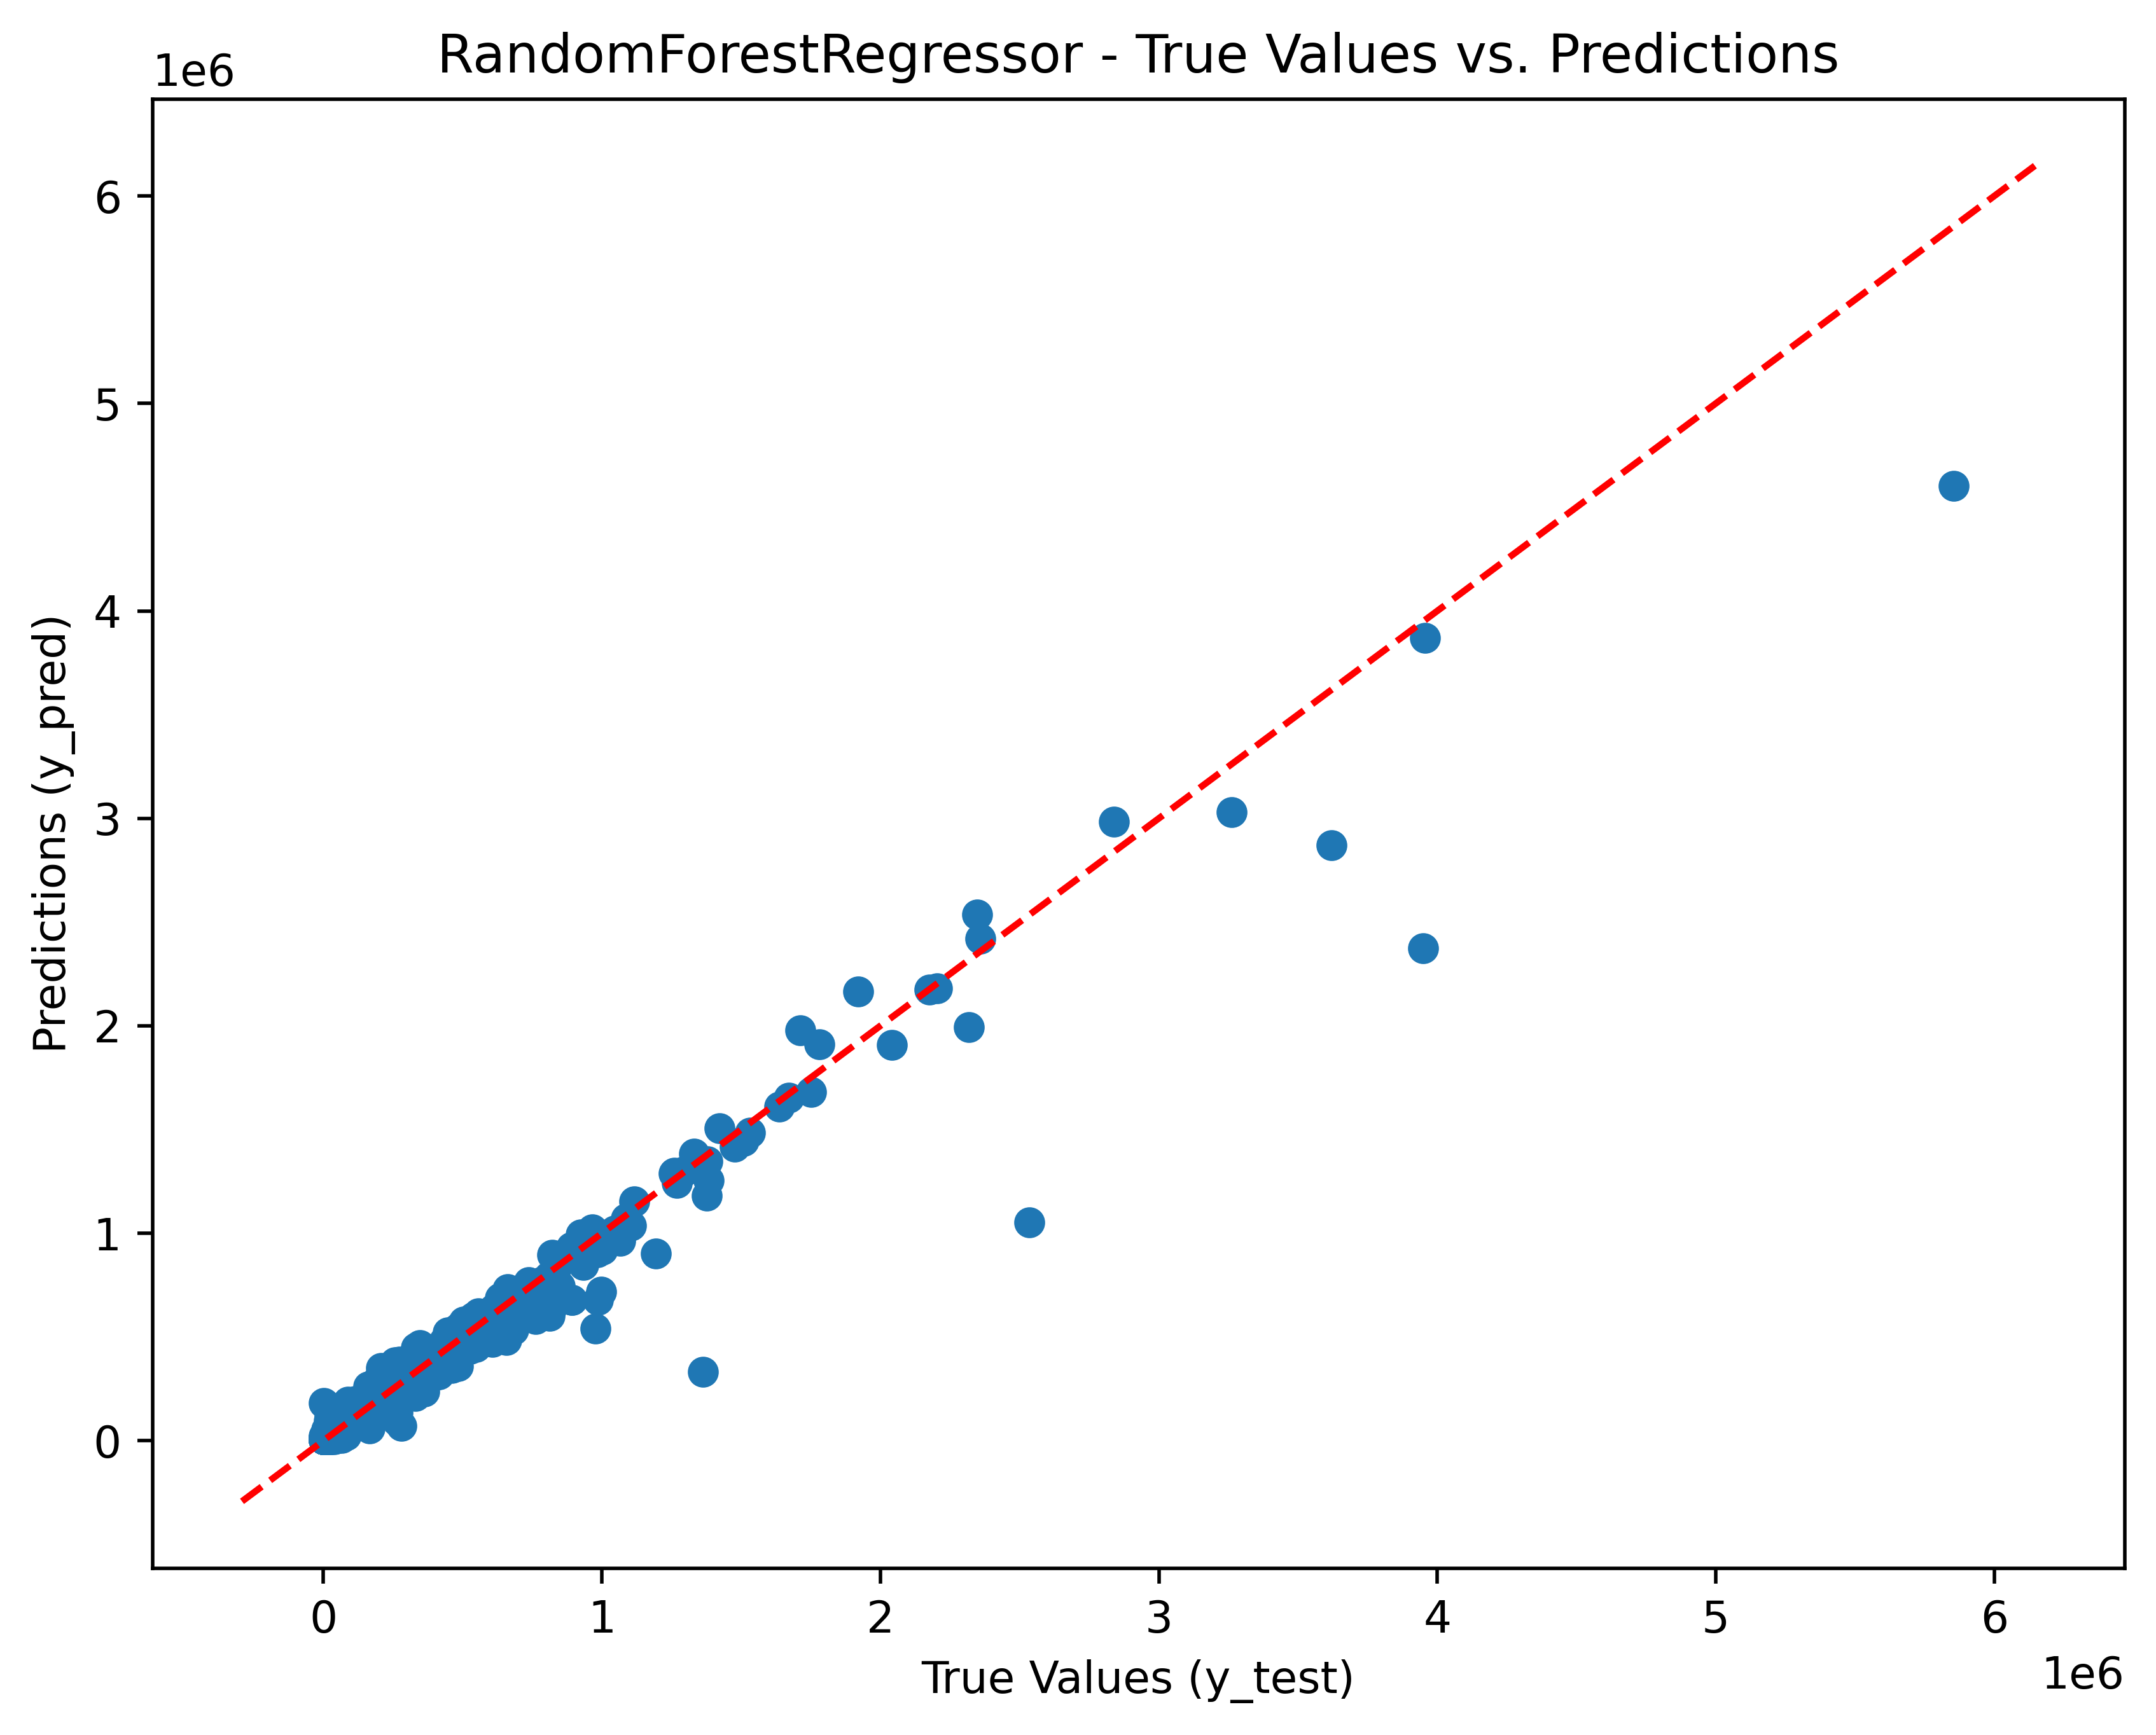 RandomForestRegressor - True Values vs. Predictions
1e6
6
5
4
3
2
1
0
Predictions (y_pred)
0 1 2 3 4 5 6
True Values (y_test)
1e6